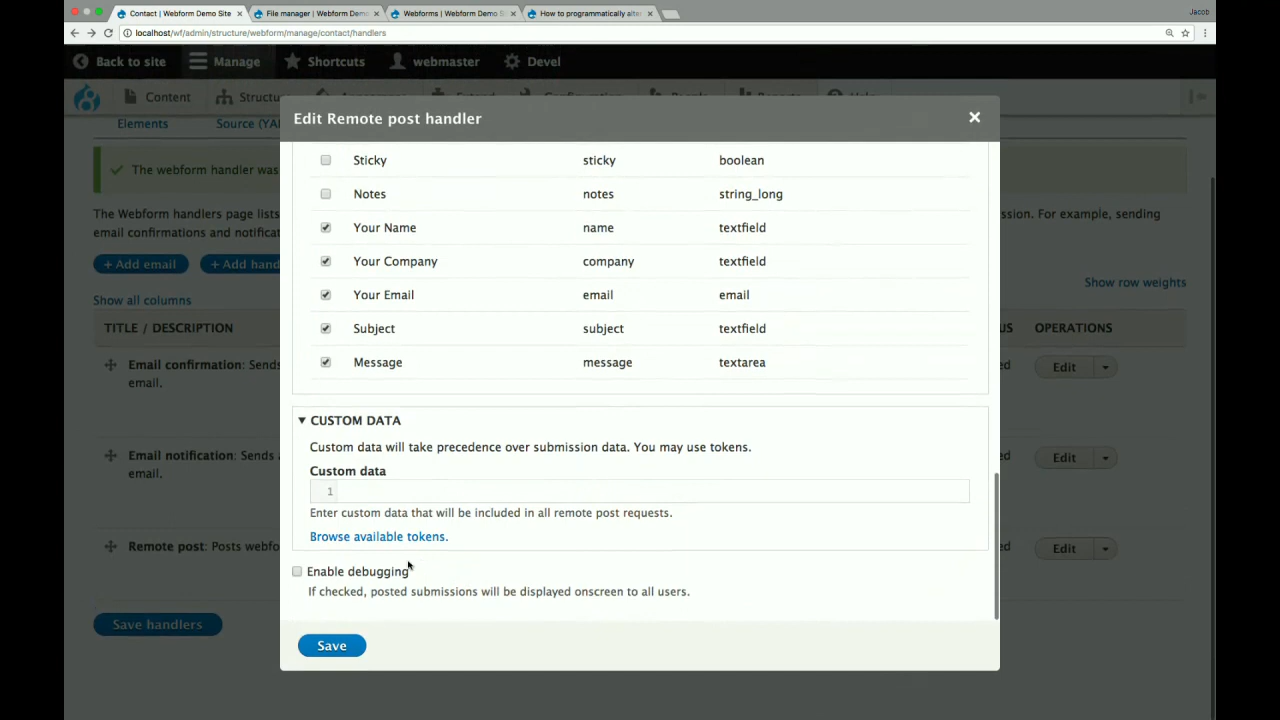 Contact | Webform Demo Site
File manager | Webform Dem
Webforms | Webform Demo S
How to programmatically alte
Jacob
localhost/wf/admin/structure/webform/manage/contact/handlers
Back to site
Manage
Shortcuts
webmaster
Devel
Content
Edit Remote post handler
Elements
Source (YA
Sticky sticky boolean
The webform handler was
Notes notes string_long
The Webform handlers page lists
ssion. For example, sending
email confirmations and notificat
Your Name name textfield
+ Add email
+ Add hand
Your Company company textfield
Show row weights
Your Email email email
Show all columns
TITLE / DESCRIPTION
Subject subject textfield
US
OPERATIONS
Message message textarea
Email confirmation: Sends
email.
ed
Edit
CUSTOM DATA
Custom data will take precedence over submission data. You may use tokens.
Email notification: Sends a
email.
ed
Edit
Custom data
1
Enter custom data that will be included in all remote post requests.
Browse available tokens.
Remote post: Posts webfo
ed
Edit
Enable debugging
If checked, posted submissions will be displayed onscreen to all users.
Save handlers
Save